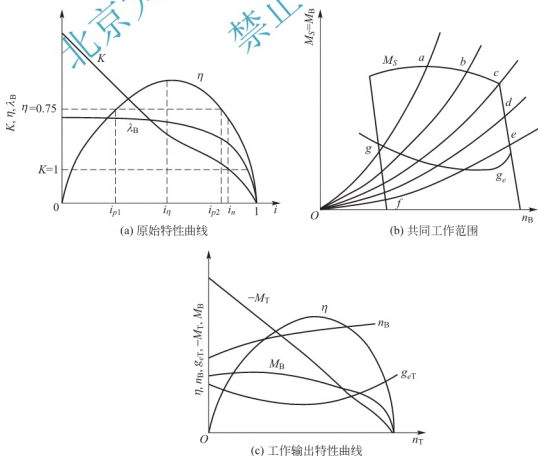 北京
禁止
K, η, λB
η=0.75
K=1
0
K
η
λB
ip1
iη
ip2
in
1
i
(a) 原始特性曲线
MS=MB
MS
a
b
c
d
e
g
ge
f
O
nB
(b) 共同工作范围
η, nB, geT, -MT, MB
-MT
η
nB
MB
geT
O
nT
(c) 工作输出特性曲线